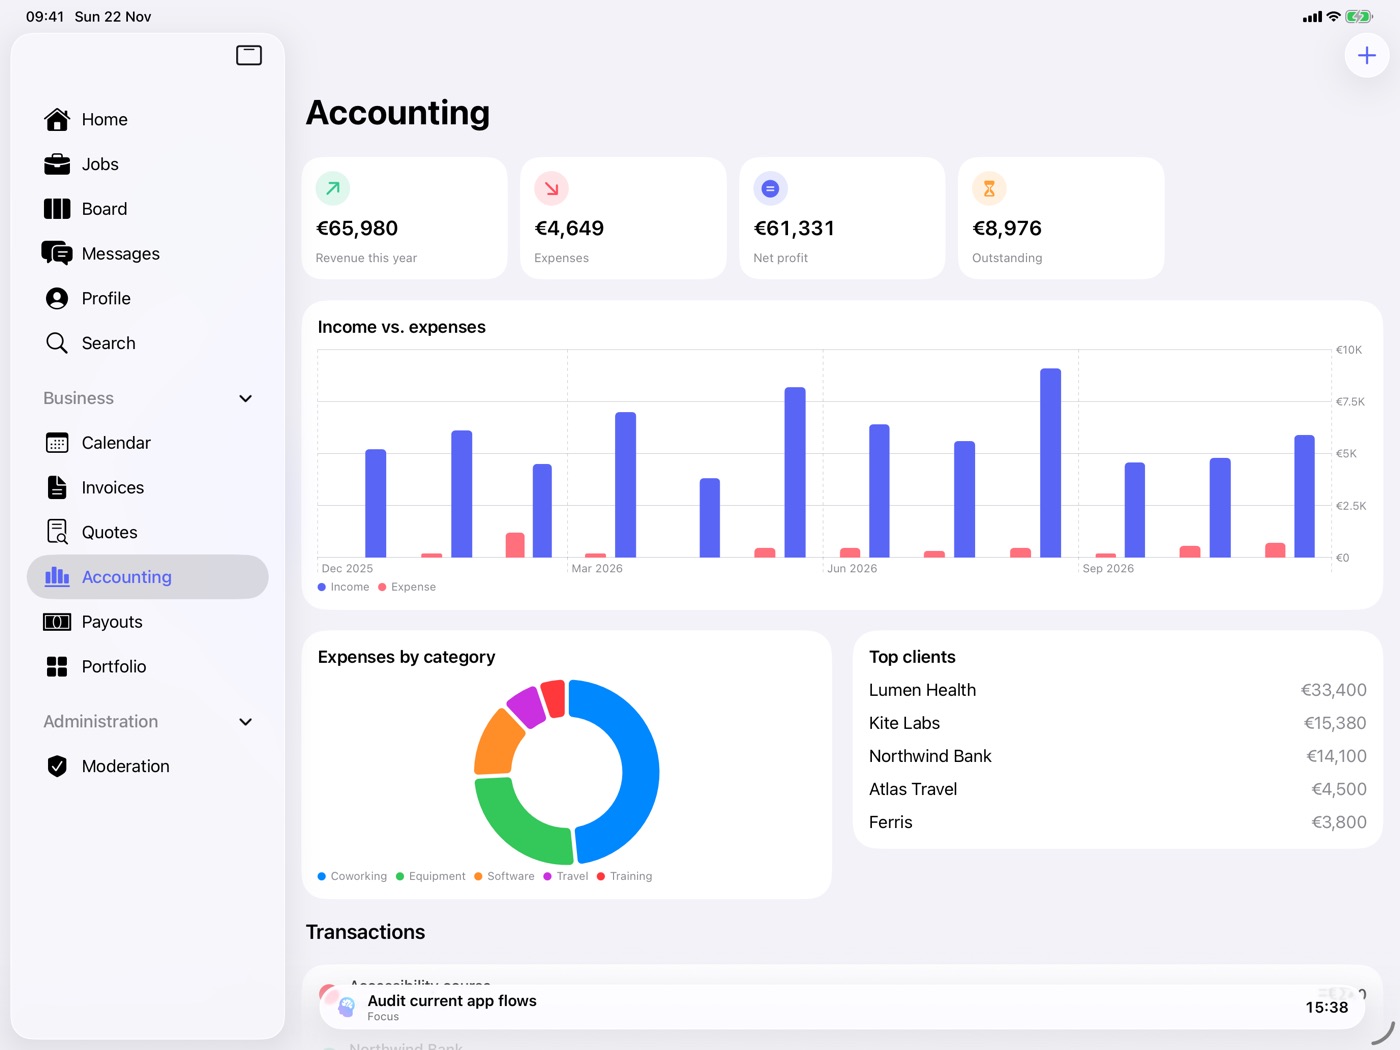 09:41 Sun 22 Nov
Home
Jobs
Board
Messages
Profile
Search
Business
Calendar
Invoices
Quotes
Accounting
Payouts
Portfolio
Administration
Moderation
Accounting
€65,980
Revenue this year
€4,649
Expenses
€61,331
Net profit
€8,976
Outstanding
Income vs. expenses
€10K
€7.5K
€5K
€2.5K
€0
Dec 2025 Mar 2026 Jun 2026 Sep 2026
Income Expense
Expenses by category
Coworking Equipment Software Travel Training
Top clients
Lumen Health €33,400
Kite Labs €15,380
Northwind Bank €14,100
Atlas Travel €4,500
Ferris €3,800
Transactions
Accessibility course
Audit current app flows
Focus
15:38
Northwind Bank